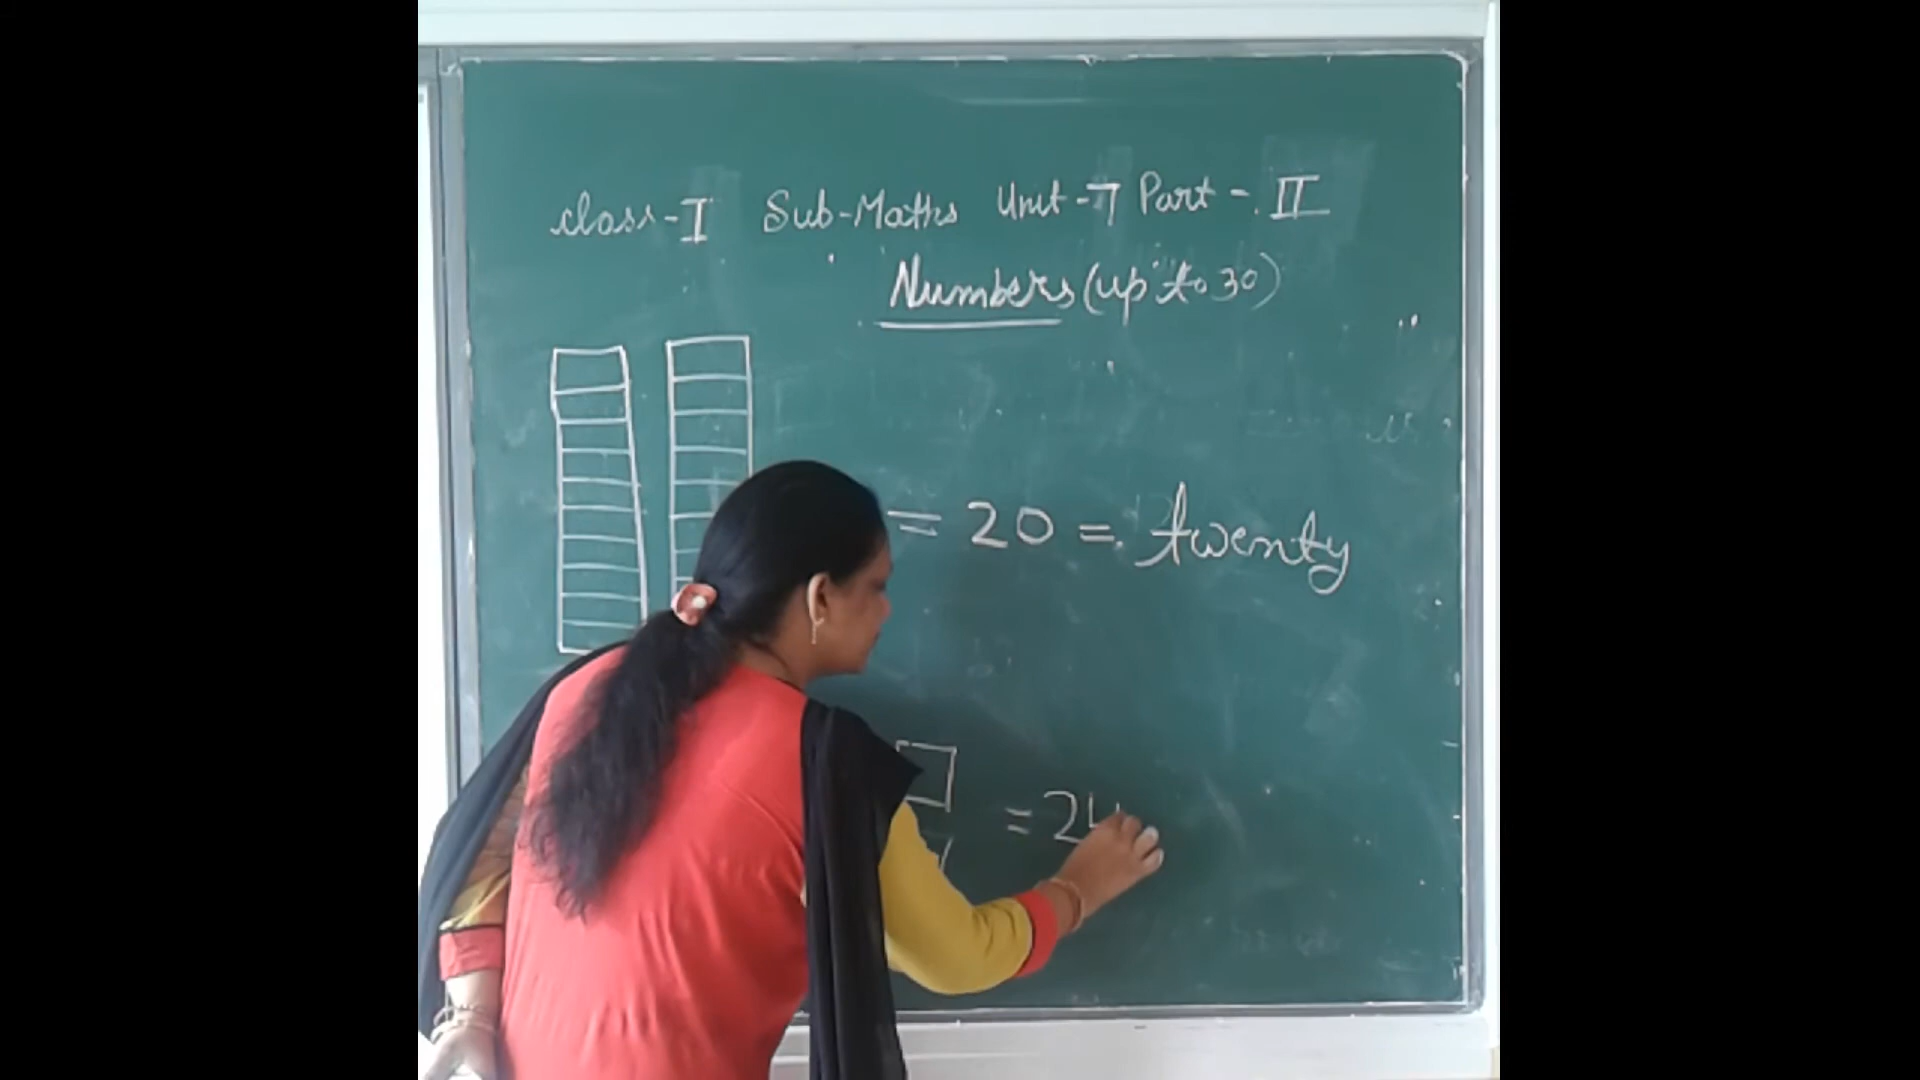 class-I Sub-Maths Unit-7 Part-II
Numbers (up to 30)
= 20 = twenty
= 24